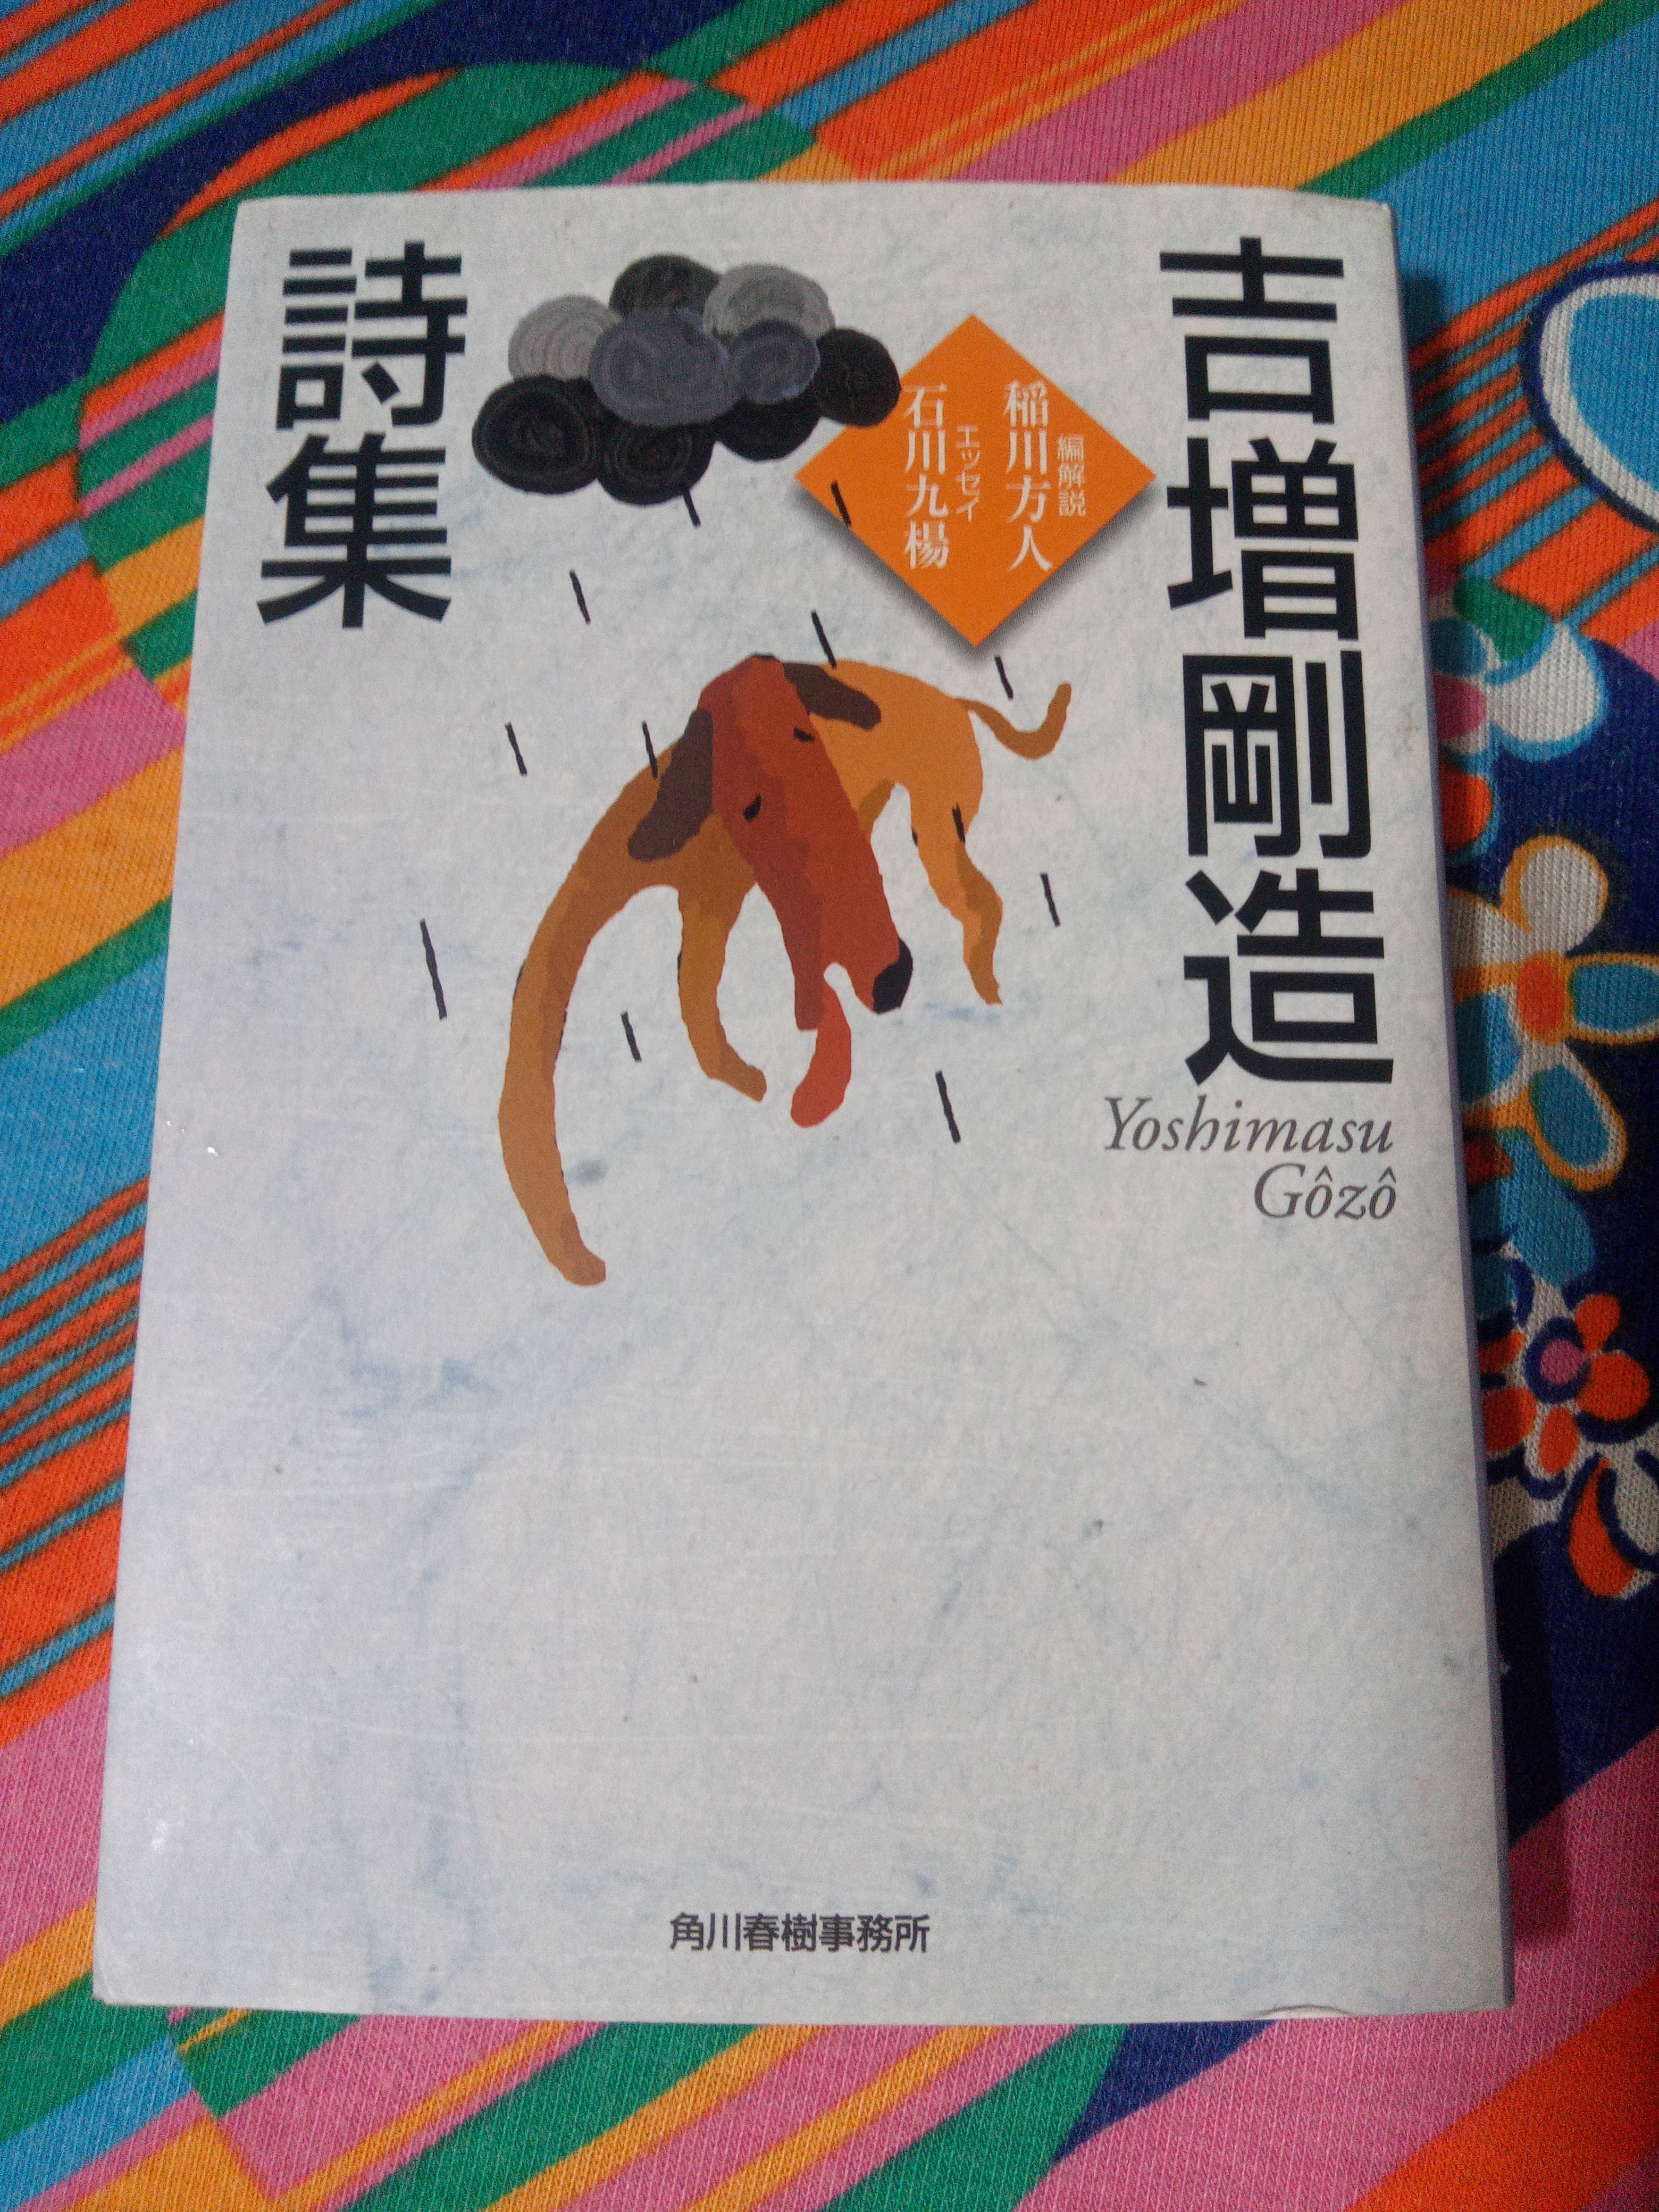 吉増剛造
Yoshimasu
Gôzô
編解説
稲川方人
エッセイ
石川九楊
詩集
角川春樹事務所